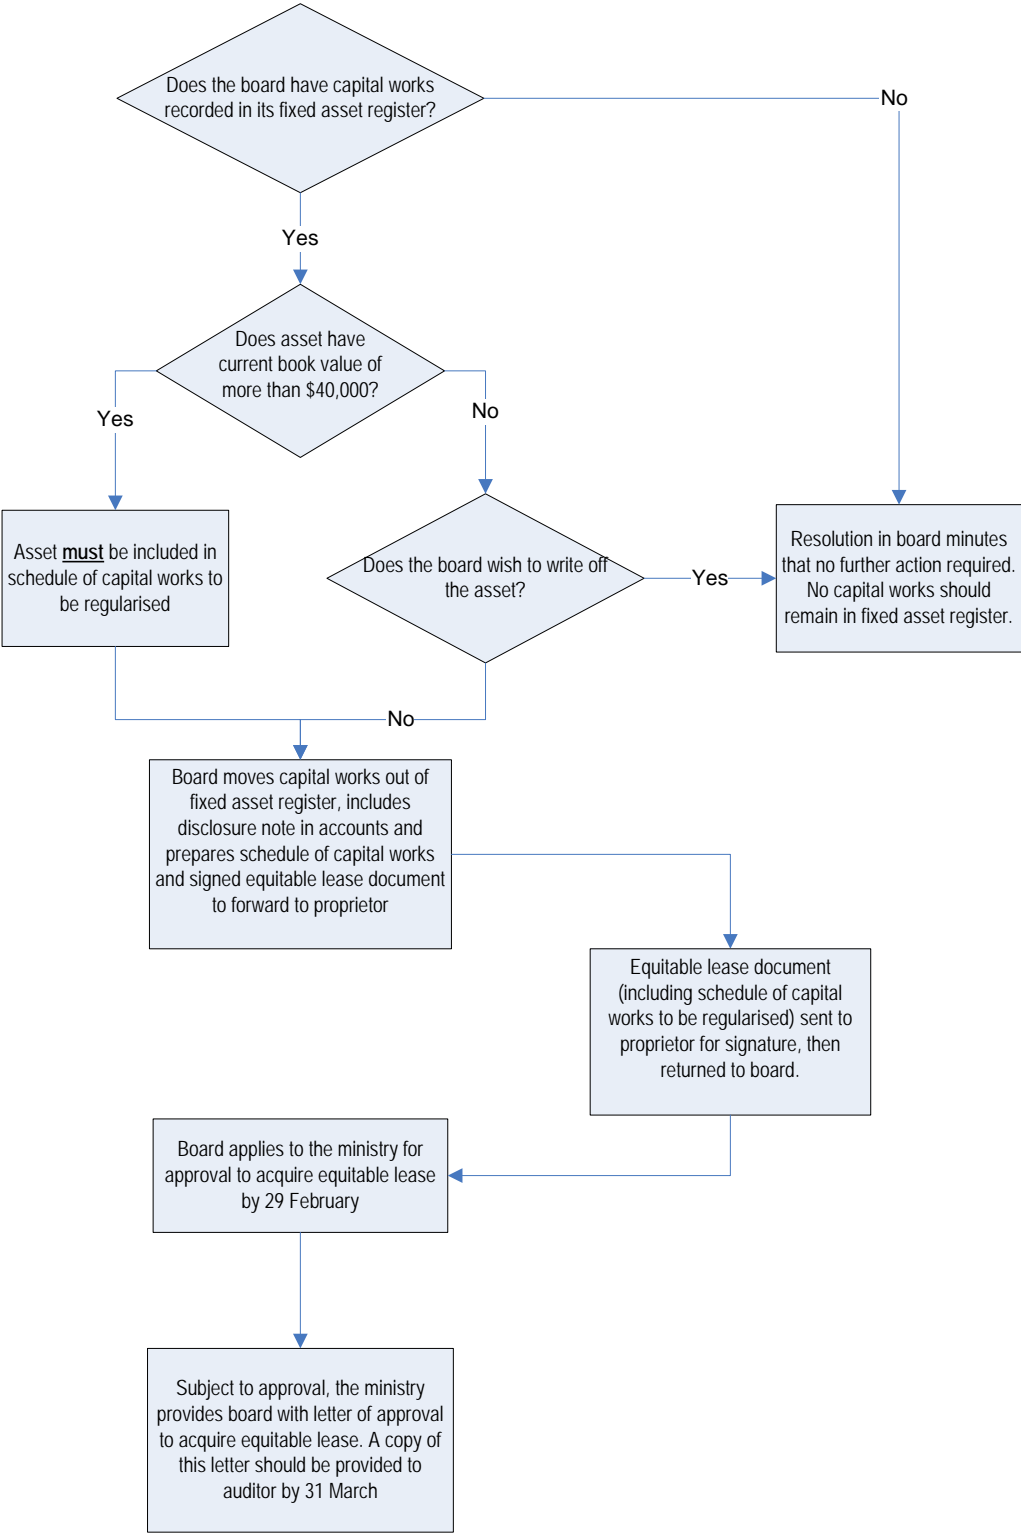 Does the board have capital works
recorded in its fixed asset register?
No
Yes
Does asset have
current book value of
more than $40,000?
Yes
No
Asset must be included in
schedule of capital works to
be regularised
Does the board wish to write off
the asset?
Yes
Resolution in board minutes
that no further action required.
No capital works should
remain in fixed asset register.
No
Board moves capital works out of
fixed asset register, includes
disclosure note in accounts and
prepares schedule of capital works
and signed equitable lease document
to forward to proprietor
Equitable lease document
(including schedule of capital
works to be regularised) sent to
proprietor for signature, then
returned to board.
Board applies to the ministry for
approval to acquire equitable lease
by 29 February
Subject to approval, the ministry
provides board with letter of approval
to acquire equitable lease. A copy of
this letter should be provided to
auditor by 31 March